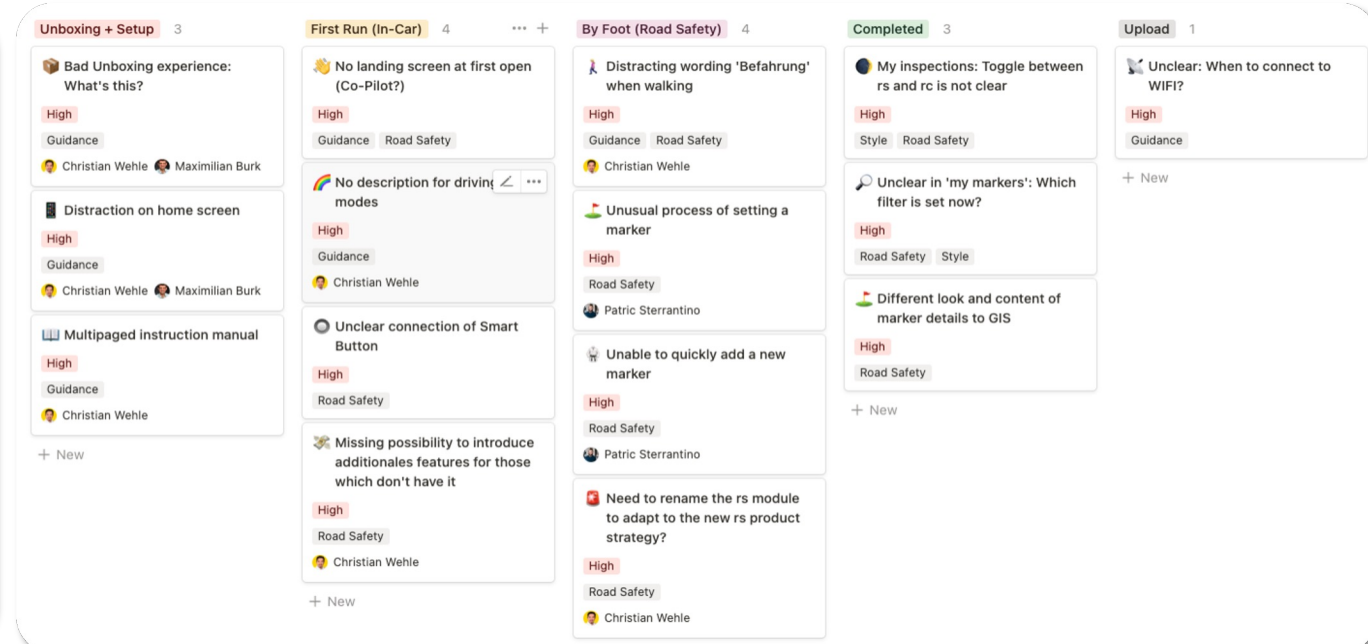 Unboxing + Setup 3
Bad Unboxing experience:
What's this?
High
Guidance
Christian Wehle Maximilian Burk
Distraction on home screen
High
Guidance
Christian Wehle Maximilian Burk
Multipaged instruction manual
High
Guidance
Christian Wehle
+ New
First Run (In-Car) 4 ··· +
No landing screen at first open
(Co-Pilot?)
High
Guidance Road Safety
No description for driving
modes
High
Guidance
Christian Wehle
Unclear connection of Smart
Button
High
Road Safety
Missing possibility to introduce
additionales features for those
which don't have it
High
Road Safety
Christian Wehle
+ New
By Foot (Road Safety) 4
Distracting wording 'Befahrung'
when walking
High
Guidance Road Safety
Christian Wehle
Unusual process of setting a
marker
High
Road Safety
Patric Sterrantino
Unable to quickly add a new
marker
High
Road Safety
Patric Sterrantino
Need to rename the rs module
to adapt to the new rs product
strategy?
High
Road Safety
Christian Wehle
Completed 3
My inspections: Toggle between
rs and rc is not clear
High
Style Road Safety
Unclear in 'my markers': Which
filter is set now?
High
Road Safety Style
Different look and content of
marker details to GIS
High
Road Safety
+ New
Upload 1
Unclear: When to connect to
WIFI?
High
Guidance
+ New